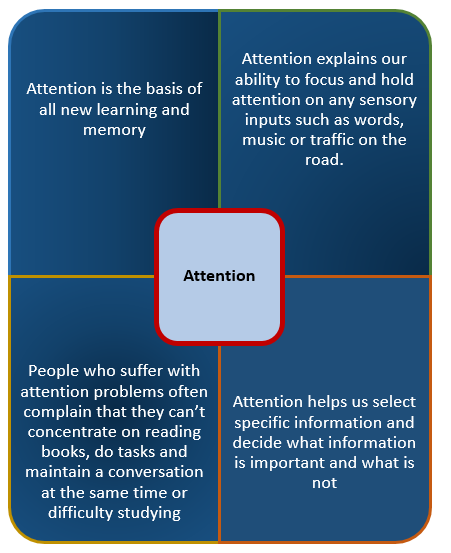 Attention is the basis of
all new learning and
memory
Attention explains our
ability to focus and hold
attention on any sensory
inputs such as words,
music or traffic on the
road.
Attention
People who suffer with
attention problems often
complain that they can’t
concentrate on reading
books, do tasks and
maintain a conversation
at the same time or
difficulty studying
Attention helps us select
specific information and
decide what information
is important and what is
not